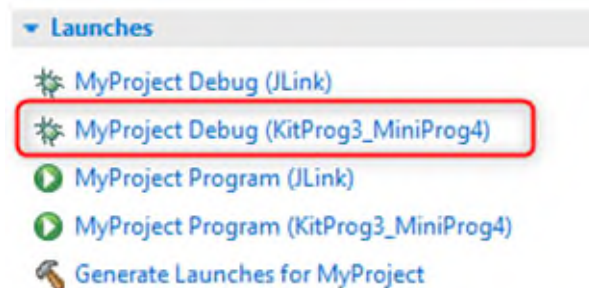 Launches
MyProject Debug (JLink)
MyProject Debug (KitProg3_MiniProg4)
MyProject Program (JLink)
MyProject Program (KitProg3_MiniProg4)
Generate Launches for MyProject